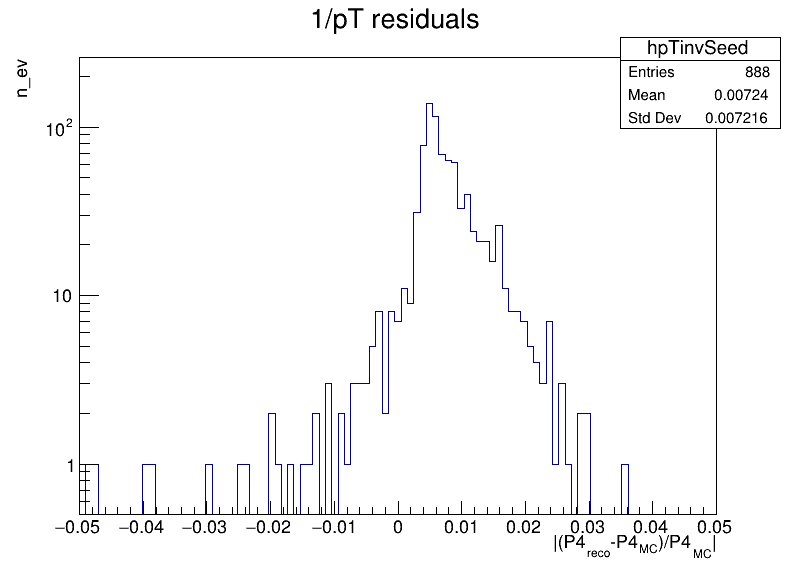 1/pT residuals
hpTinvSeed
Entries 888
Mean 0.00724
Std Dev 0.007216
n_ev
10²
10
1
−0.05 −0.04 −0.03 −0.02 −0.01 0 0.01 0.02 0.03 0.04 0.05
|(P4reco-P4MC)/P4MC|